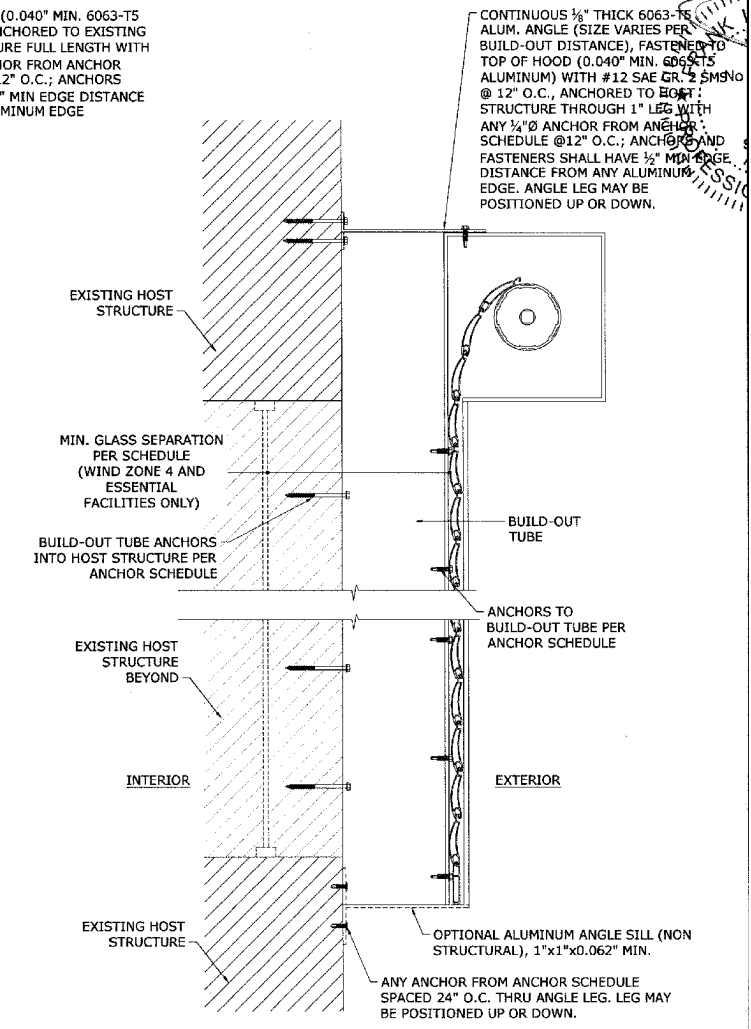 (0.040" MIN. 6063-T5
NCHORED TO EXISTING
URE FULL LENGTH WITH
HOR FROM ANCHOR
12" O.C.; ANCHORS
" MIN EDGE DISTANCE
MINUM EDGE
CONTINUOUS ⅛" THICK 6063-T5
ALUM. ANGLE (SIZE VARIES PER
BUILD-OUT DISTANCE), FASTENED TO
TOP OF HOOD (0.040" MIN. 6063-T5
ALUMINUM) WITH #12 SAE GR. 2 SMS
@ 12" O.C., ANCHORED TO HOST
STRUCTURE THROUGH 1" LEG WITH
ANY ¼"Ø ANCHOR FROM ANCHOR
SCHEDULE @12" O.C.; ANCHORS AND
FASTENERS SHALL HAVE ½" MIN EDGE
DISTANCE FROM ANY ALUMINUM
EDGE. ANGLE LEG MAY BE
POSITIONED UP OR DOWN.
No
EXISTING HOST
STRUCTURE
MIN. GLASS SEPARATION
PER SCHEDULE
(WIND ZONE 4 AND
ESSENTIAL
FACILITIES ONLY)
BUILD-OUT TUBE ANCHORS
INTO HOST STRUCTURE PER
ANCHOR SCHEDULE
BUILD-OUT
TUBE
ANCHORS TO
BUILD-OUT TUBE PER
ANCHOR SCHEDULE
EXISTING HOST
STRUCTURE
BEYOND
INTERIOR
EXTERIOR
EXISTING HOST
STRUCTURE
OPTIONAL ALUMINUM ANGLE SILL (NON
STRUCTURAL), 1"x1"x0.062" MIN.
ANY ANCHOR FROM ANCHOR SCHEDULE
SPACED 24" O.C. THRU ANGLE LEG. LEG MAY
BE POSITIONED UP OR DOWN.